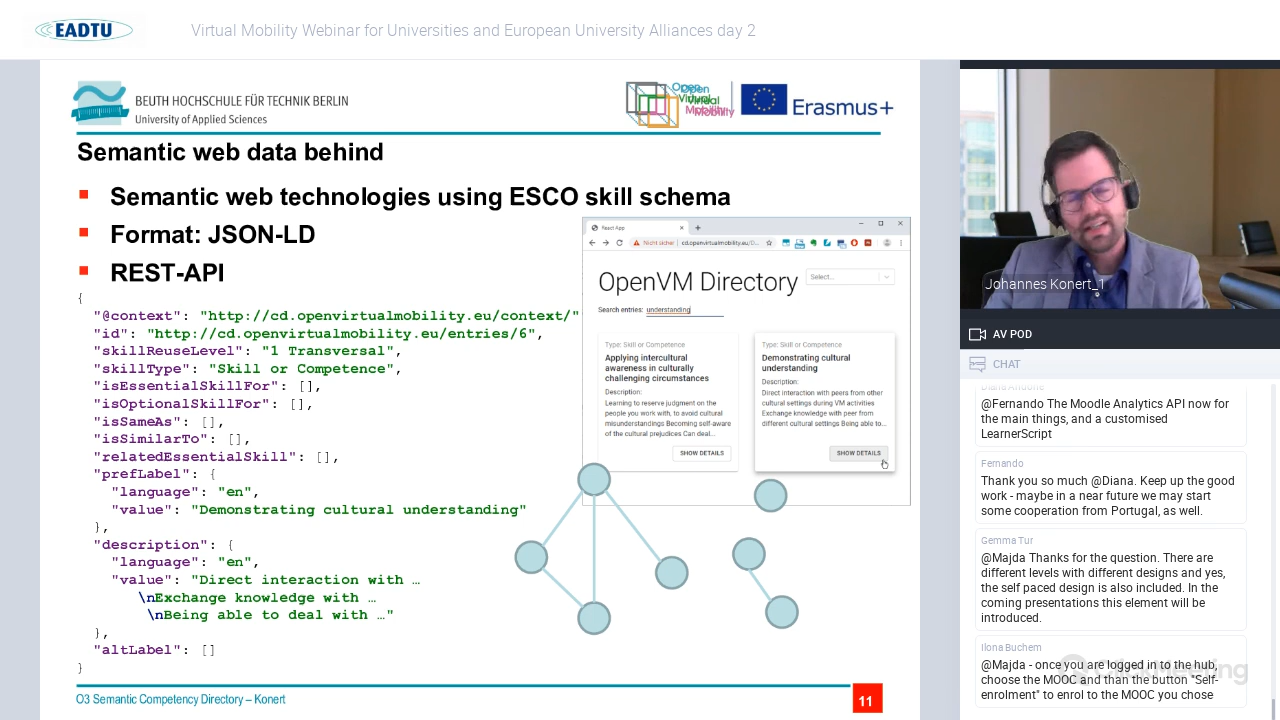 EADTU
Virtual Mobility Webinar for Universities and European University Alliances day 2
BEUTH HOCHSCHULE FÜR TECHNIK BERLIN
University of Applied Sciences
Open
Virtual
Mobility
Erasmus+
Semantic web data behind
Semantic web technologies using ESCO skill schema
Format: JSON-LD
REST-API
{
"@context": "http://cd.openvirtualmobility.eu/context/"
"id": "http://cd.openvirtualmobility.eu/entries/6",
"skillReuseLevel": "1 Transversal",
"skillType": "Skill or Competence",
"isEssentialSkillFor": [],
"isOptionalSkillFor": [],
"isSameAs": [],
"isSimilarTo": [],
"relatedEssentialSkill": [],
"prefLabel": {
"language": "en",
"value": "Demonstrating cultural understanding"
},
"description": {
"language": "en",
"value": "Direct interaction with …
\nExchange knowledge with …
\nBeing able to deal with …"
},
"altLabel": []
}
React App
Nicht sicher | cd.openvirtualmobility.eu/D...
OpenVM Directory
Select...
Search entries: understanding
Type: Skill or Competence
Applying intercultural
awareness in culturally
challenging circumstances
Description:
Learning to reserve judgment on the
people you work with, to avoid cultural
misunderstandings Becoming self-aware
of the cultural prejudices Can deal...
SHOW DETAILS
Type: Skill or Competence
Demonstrating cultural
understanding
Description:
Direct interaction with peers from other
cultural settings during VM activities
Exchange knowledge with peer from
different cultural settings Being able to...
SHOW DETAILS
O3 Semantic Competency Directory – Konert
11
Johannes Konert_1
AV POD
CHAT
Diana Andone
@Fernando The Moodle Analytics API now for
the main things, and a customised
LearnerScript
Fernando
Thank you so much @Diana. Keep up the good
work - maybe in a near future we may start
some cooperation from Portugal, as well.
Gemma Tur
@Majda Thanks for the question. There are
different levels with different designs and yes,
the self paced design is also included. In the
coming presentations this element will be
introduced.
Ilona Buchem
@Majda - once you are logged in to the hub,
choose the MOOC and than the button "Self-
enrolment" to enrol to the MOOC you chose
ClickMeeting